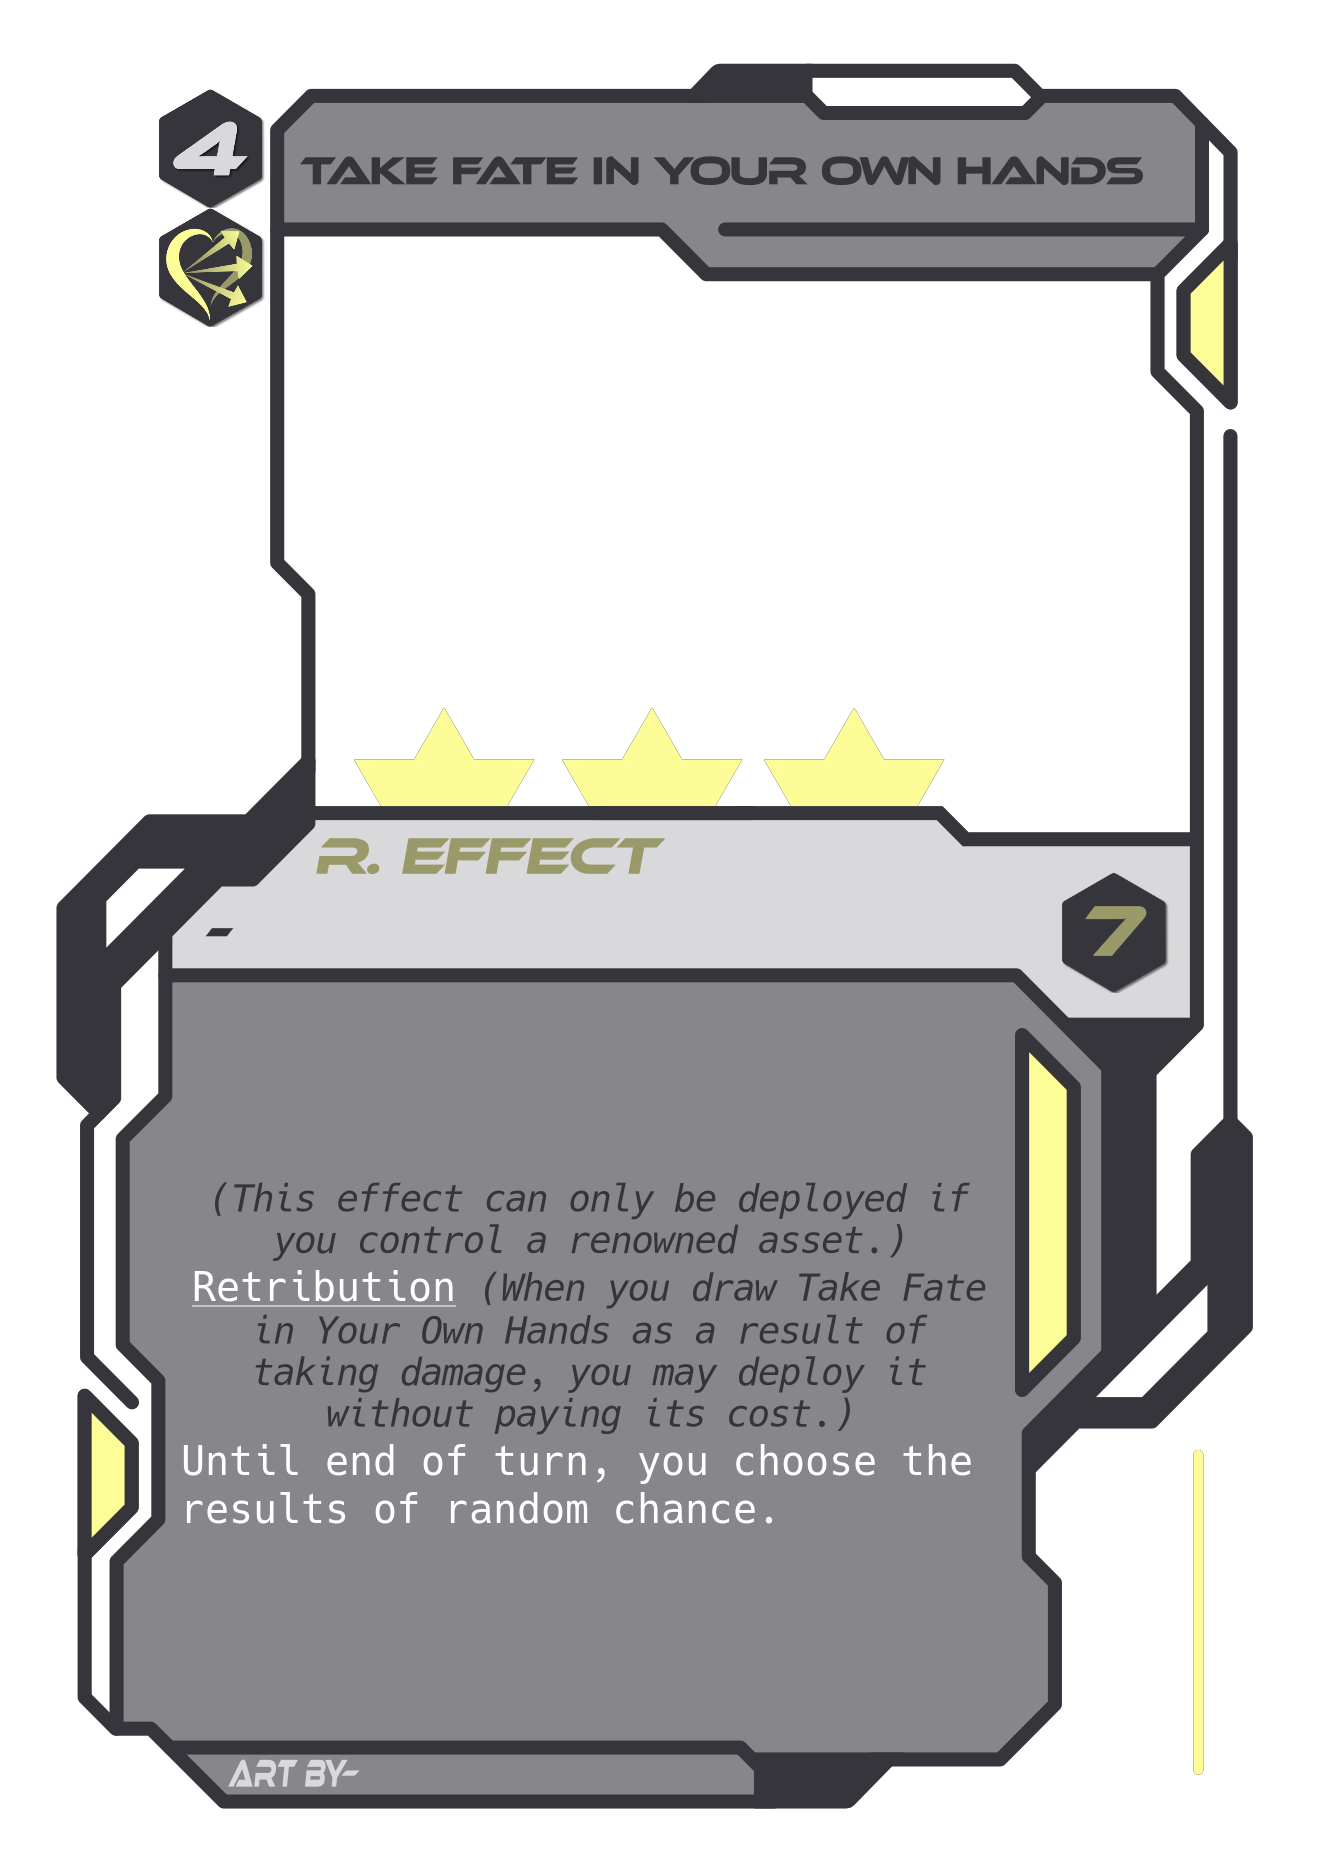 4
TAKE FATE IN YOUR OWN HANDS
R. EFFECT
-
7
(This effect can only be deployed if
you control a renowned asset.)
Retribution (When you draw Take Fate
in Your Own Hands as a result of
taking damage, you may deploy it
without paying its cost.)
Until end of turn, you choose the
results of random chance.
ART BY-